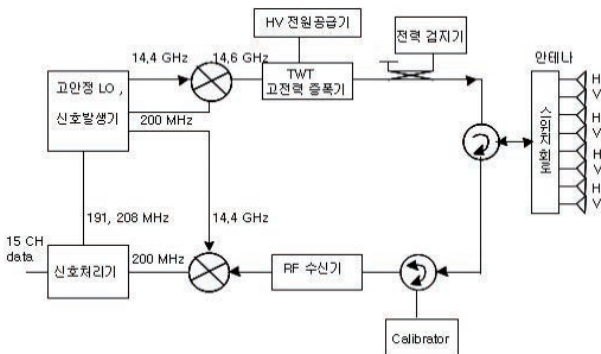 HV 전원공급기
전력 검지기
14,4 GHz
14,6 GHz
안테나
고안정 LO ,
신호발생기
TWT
고전력 증폭기
200 MHz
스위치회로
H
V
H
V
H
V
H
V
191, 208 MHz
14,4 GHz
15 CH
data
신호처리기
200 MHz
RF 수신기
Calibrator